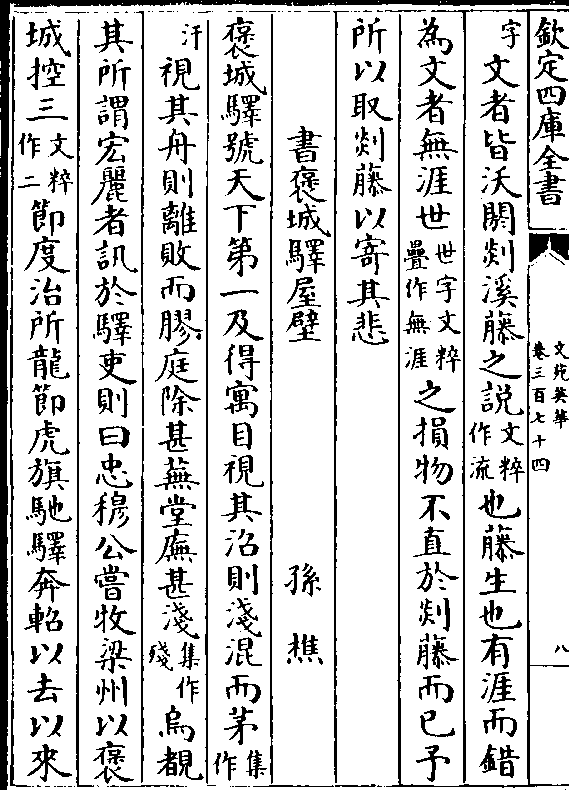 欽定四庫全書
文苑英華
卷三百七十四
八
字文者皆沃閼剡溪藤之説文粹作流也藤生也有涯而錯
為文者無涯世世字文粹疊作無涯之損物不直於剡藤而已予
所以取剡藤以寄其悲
書褒城驛屋壁 孫樵
褒城驛號天下第一及得寓目視其沼則淺混而茅集作
汗視其舟則離敗而膠庭除甚蕪堂廡甚淺集作殘烏覩
其所謂宏麗者訊於驛吏則曰忠穆公嘗牧梁州以褒
城控三文粹作二節度治所龍節虎旗馳驛奔軺以去以來